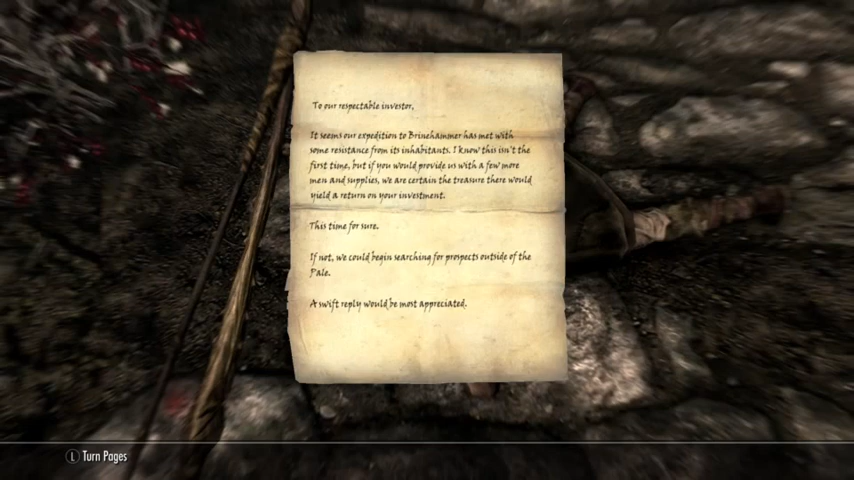 To our respectable investor,
It seems our expedition to Brinehammer has met with
some resistance from its inhabitants. I know this isn't the
first time, but if you would provide us with a few more
men and supplies, we are certain the treasure there would
yield a return on your investment.
This time for sure.
If not, we could begin searching for prospects outside of the
Pale.
A swift reply would be most appreciated.
L Turn Pages